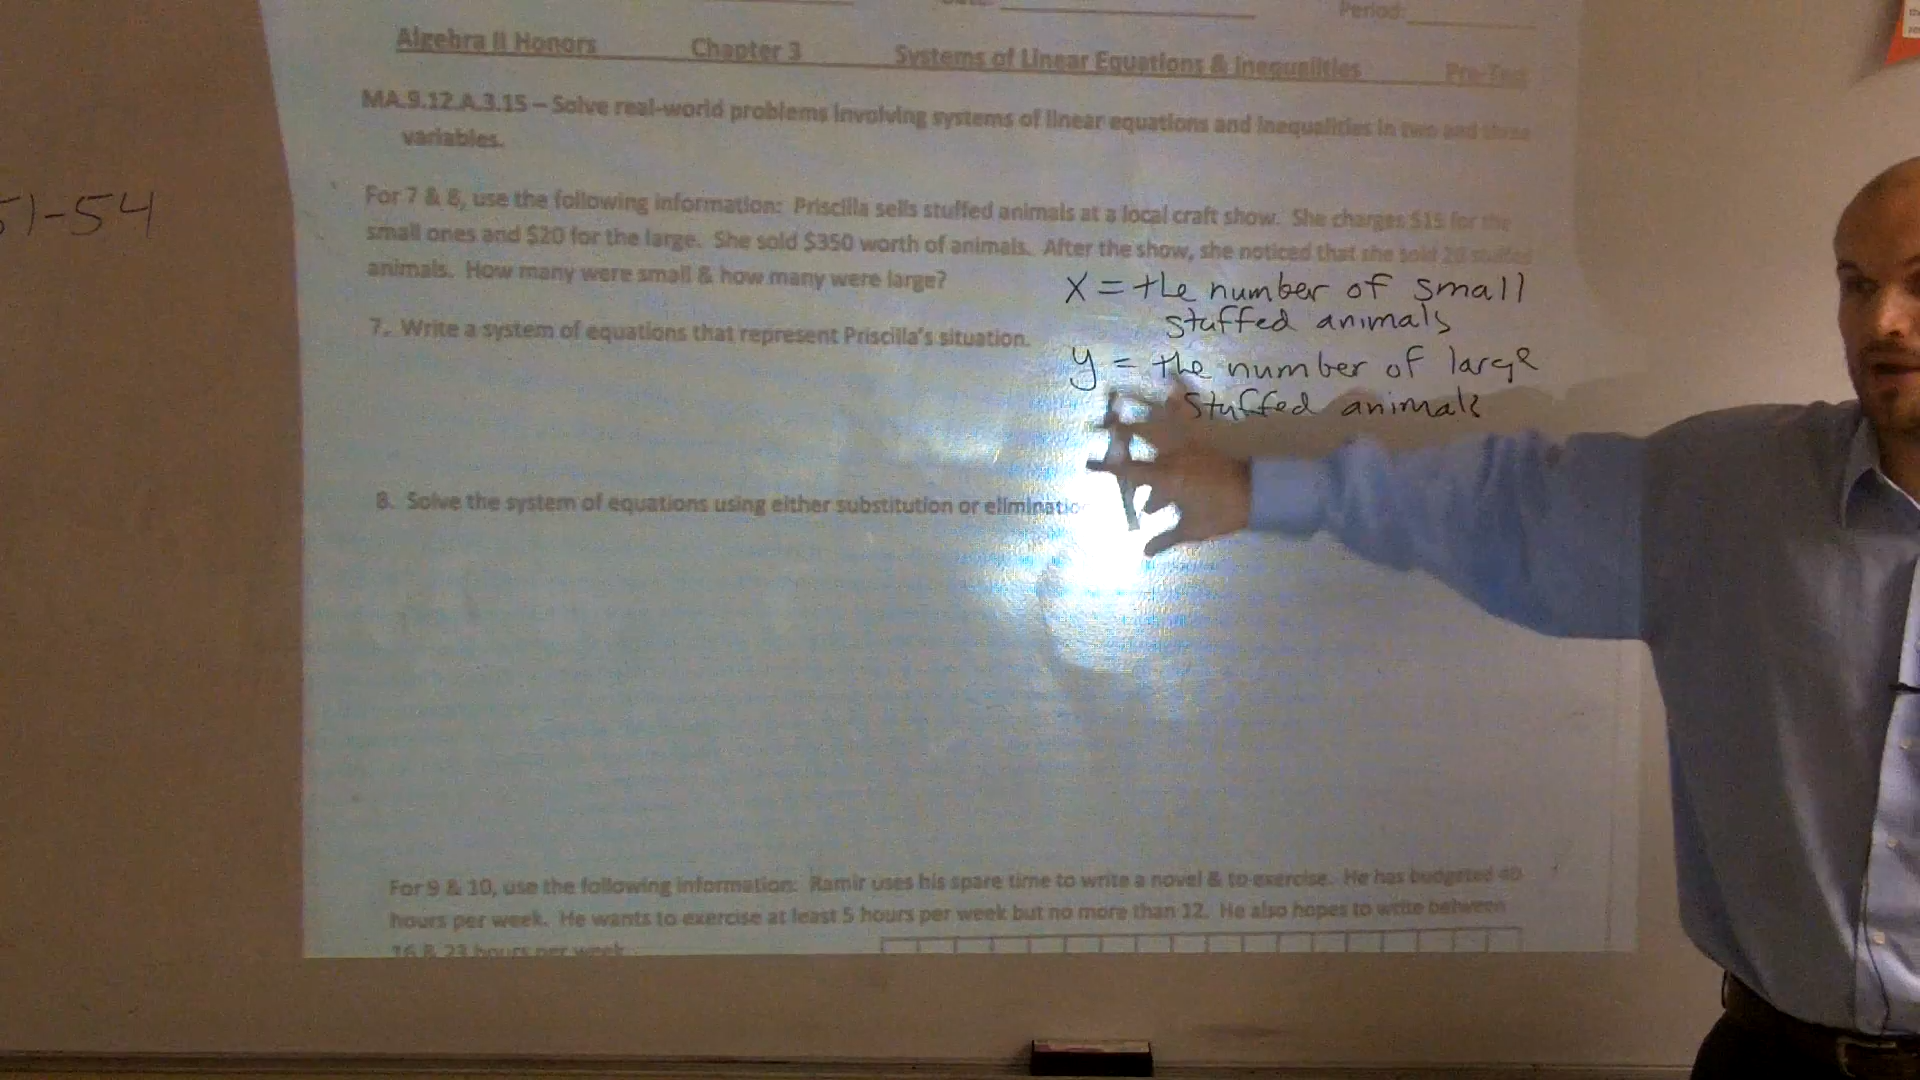 Period:
Algebra II Honors Chapter 3 Systems of Linear Equations & Inequalities Pre-Test
MA.9.12.A.3.15 – Solve real-world problems involving systems of linear equations and inequalities in two and three
variables.
51-54
For 7 & 8, use the following information: Priscilla sells stuffed animals at a local craft show. She charges $15 for the
small ones and $20 for the large. She sold $350 worth of animals. After the show, she noticed that she sold 20 stuffed
animals. How many were small & how many were large?
x = the number of small
stuffed animals
7. Write a system of equations that represent Priscilla's situation.
y = the number of large
stuffed animals
8. Solve the system of equations using either substitution or eliminatio
For 9 & 10, use the following information: Ramir uses his spare time to write a novel & to exercise. He has budgeted 40
hours per week. He wants to exercise at least 5 hours per week but no more than 12. He also hopes to write between
16 & 23 hours per week.